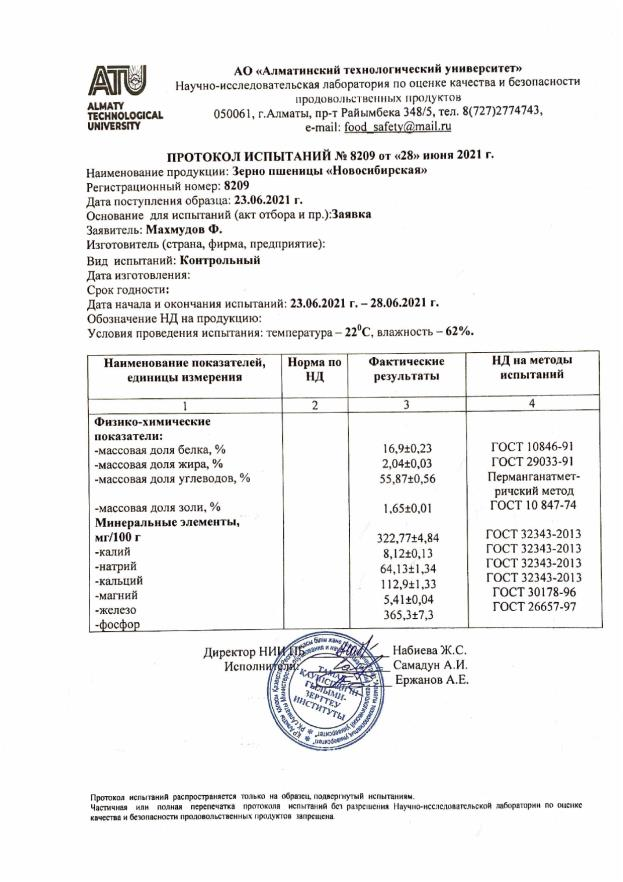 ATU
ALMATY
TECHNOLOGICAL
UNIVERSITY
АО «Алматинский технологический университет»
Научно-исследовательская лаборатория по оценке качества и безопасности
продовольственных продуктов
050061, г.Алматы, пр-т Райымбека 348/5, тел. 8(727)2774743,
e-mail: food_safety@mail.ru
ПРОТОКОЛ ИСПЫТАНИЙ № 8209 от «28» июня 2021 г.
Наименование продукции: Зерно пшеницы «Новосибирская»
Регистрационный номер: 8209
Дата поступления образца: 23.06.2021 г.
Основание для испытаний (акт отбора и пр.):Заявка
Заявитель: Махмудов Ф.
Изготовитель (страна, фирма, предприятие):
Вид испытаний: Контрольный
Дата изготовления:
Срок годности:
Дата начала и окончания испытаний: 23.06.2021 г. – 28.06.2021 г.
Обозначение НД на продукцию:
Условия проведения испытания: температура – 22⁰С, влажность – 62%.
Наименование показателей, единицы измерения Норма по НД Фактические результаты НД на методы испытаний
1 2 3 4
Физико-химические
показатели:
-массовая доля белка, % 16,9±0,23 ГОСТ 10846-91
-массовая доля жира, % 2,04±0,03 ГОСТ 29033-91
-массовая доля углеводов, % 55,87±0,56 Перманганатмет-
ричский метод
-массовая доля золи, % 1,65±0,01 ГОСТ 10 847-74
Минеральные элементы,
мг/100 г 322,77±4,84 ГОСТ 32343-2013
-калий 8,12±0,13 ГОСТ 32343-2013
-натрий 64,13±1,34 ГОСТ 32343-2013
-кальций 112,9±1,33 ГОСТ 32343-2013
-магний 5,41±0,04 ГОСТ 30178-96
-железо 365,3±7,3 ГОСТ 26657-97
-фосфор
Директор НИИ Набиева Ж.С.
Исполнители: Самадун А.И.
Ержанов А.Е.
ТАМАҚ
ҚАУІПСІЗДІГІ
ҒЫЛЫМИ-
ЗЕРТТЕУ
ИНСТИТУТЫ
Протокол испытаний распространяется только на образец, подвергнутый испытаниям.
Частичная или полная перепечатка протокола испытаний без разрешения Научно-исследовательской лаборатории по оценке
качества и безопасности продовольственных продуктов запрещена.